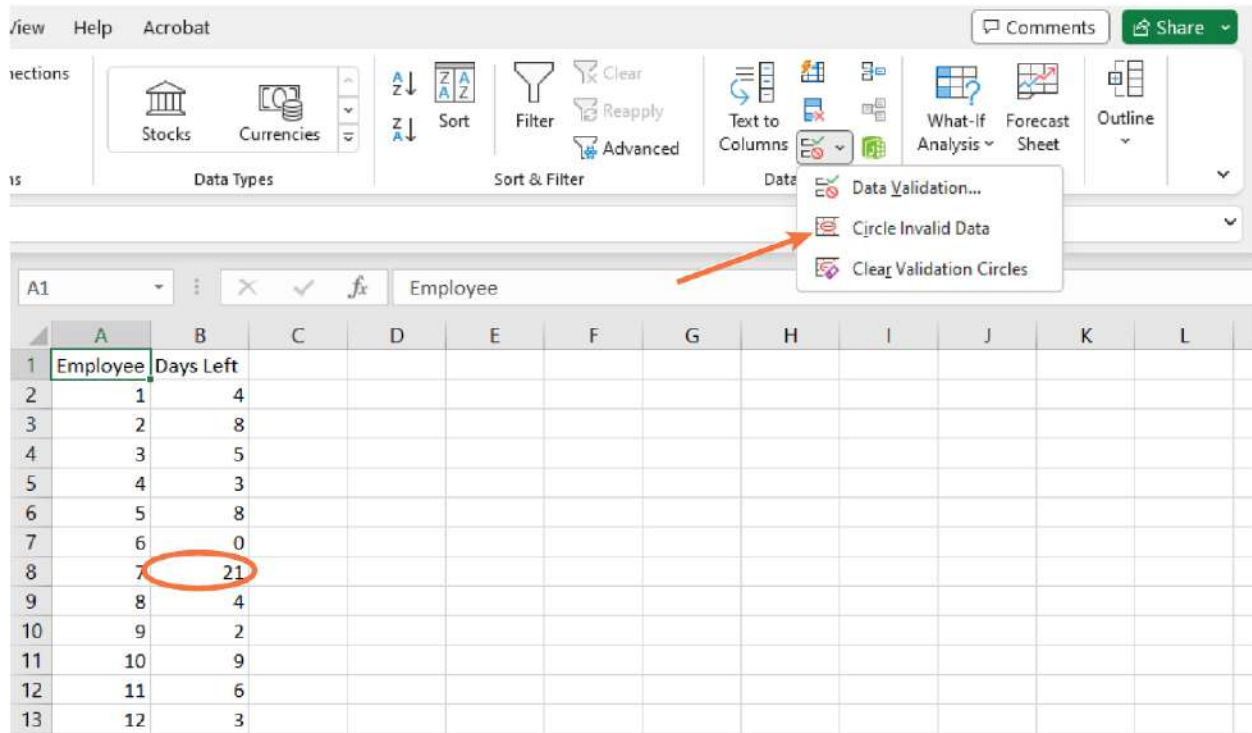 View Help Acrobat Comments Share
nections
Stocks Currencies
Sort
Filter
Clear
Reapply
Advanced
Text to
Columns
What-If
Analysis
Forecast
Sheet
Outline
Data Types Sort & Filter Data
Data Validation...
Circle Invalid Data
Clear Validation Circles
A1 fx Employee
A B C D E F G H I J K L
1 Employee Days Left
2 1 4
3 2 8
4 3 5
5 4 3
6 5 8
7 6 0
8 7 21
9 8 4
10 9 2
11 10 9
12 11 6
13 12 3